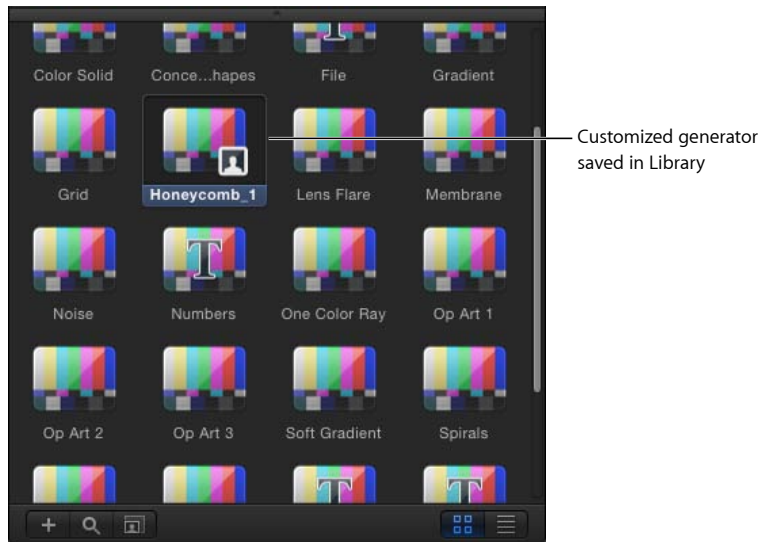 Color Solid
Conce...hapes
File
Gradient
Grid
Honeycomb_1
Lens Flare
Membrane
Customized generator
saved in Library
Noise
Numbers
One Color Ray
Op Art 1
Op Art 2
Op Art 3
Soft Gradient
Spirals